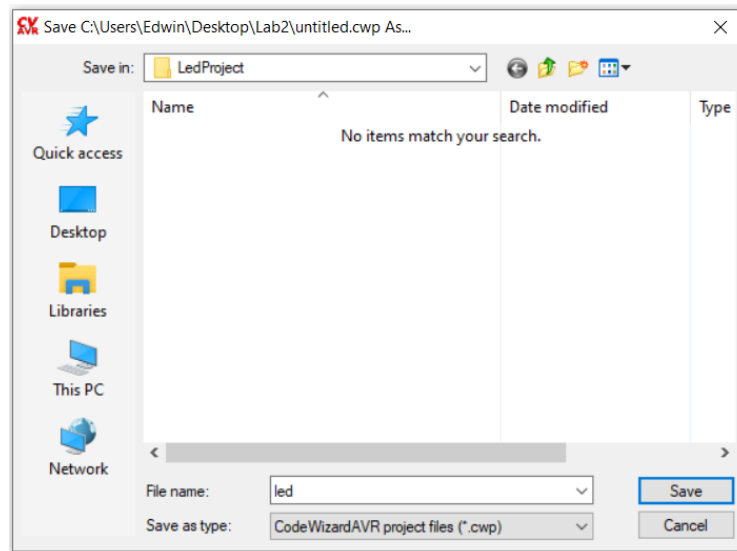 CV
AVR
Save C:\Users\Edwin\Desktop\Lab2\untitled.cwp As...
Save in:
LedProject
Name
Date modified
Type
No items match your search.
Quick access
Desktop
Libraries
This PC
Network
File name:
led
Save
Save as type:
CodeWizardAVR project files (*.cwp)
Cancel